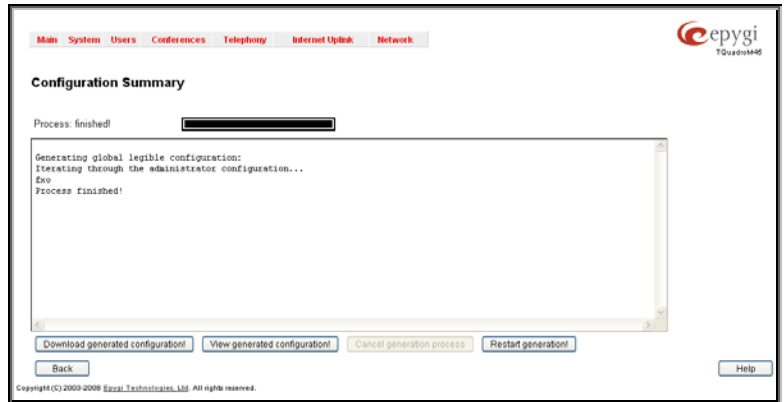 Main System Users Conferences Telephony Internet Uplink Network
epygi
TQuadroM45
Configuration Summary
Process: finished!
Generating global legible configuration:
Iterating through the administrator configuration...
fxo
Process finished!
Download generated configuration! View generated configuration! Cancel generation process Restart generation!
Back Help
Copyright (C) 2003-2008 Epygi Technologies, Ltd. All rights reserved.